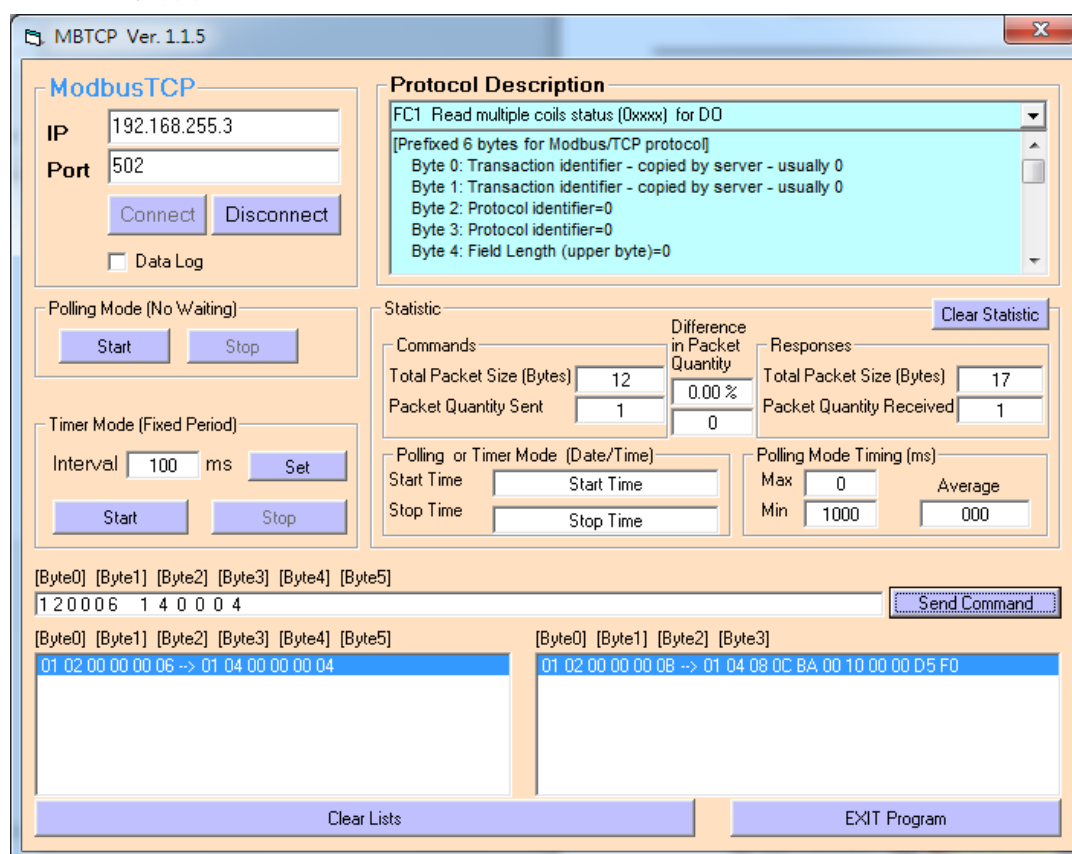 MBTCP Ver. 1.1.5
ModbusTCP
IP 192.168.255.3
Port 502
Connect Disconnect
Data Log
Protocol Description
FC1 Read multiple coils status (0xxxx) for DO
[Prefixed 6 bytes for Modbus/TCP protocol]
Byte 0: Transaction identifier - copied by server - usually 0
Byte 1: Transaction identifier - copied by server - usually 0
Byte 2: Protocol identifier=0
Byte 3: Protocol identifier=0
Byte 4: Field Length (upper byte)=0
Polling Mode (No Waiting)
Start Stop
Timer Mode (Fixed Period)
Interval 100 ms Set
Start Stop
Statistic
Clear Statistic
Commands
Total Packet Size (Bytes) 12
Packet Quantity Sent 1
Difference
in Packet
Quantity
0.00 %
0
Responses
Total Packet Size (Bytes) 17
Packet Quantity Received 1
Polling or Timer Mode (Date/Time)
Start Time Start Time
Stop Time Stop Time
Polling Mode Timing (ms)
Max 0 Average
Min 1000 000
[Byte0] [Byte1] [Byte2] [Byte3] [Byte4] [Byte5]
1 2 0 0 0 6 1 4 0 0 0 4
Send Command
[Byte0] [Byte1] [Byte2] [Byte3] [Byte4] [Byte5]
01 02 00 00 00 06 --> 01 04 00 00 00 04
[Byte0] [Byte1] [Byte2] [Byte3]
01 02 00 00 00 0B --> 01 04 08 0C BA 00 10 00 00 D5 F0
Clear Lists
EXIT Program